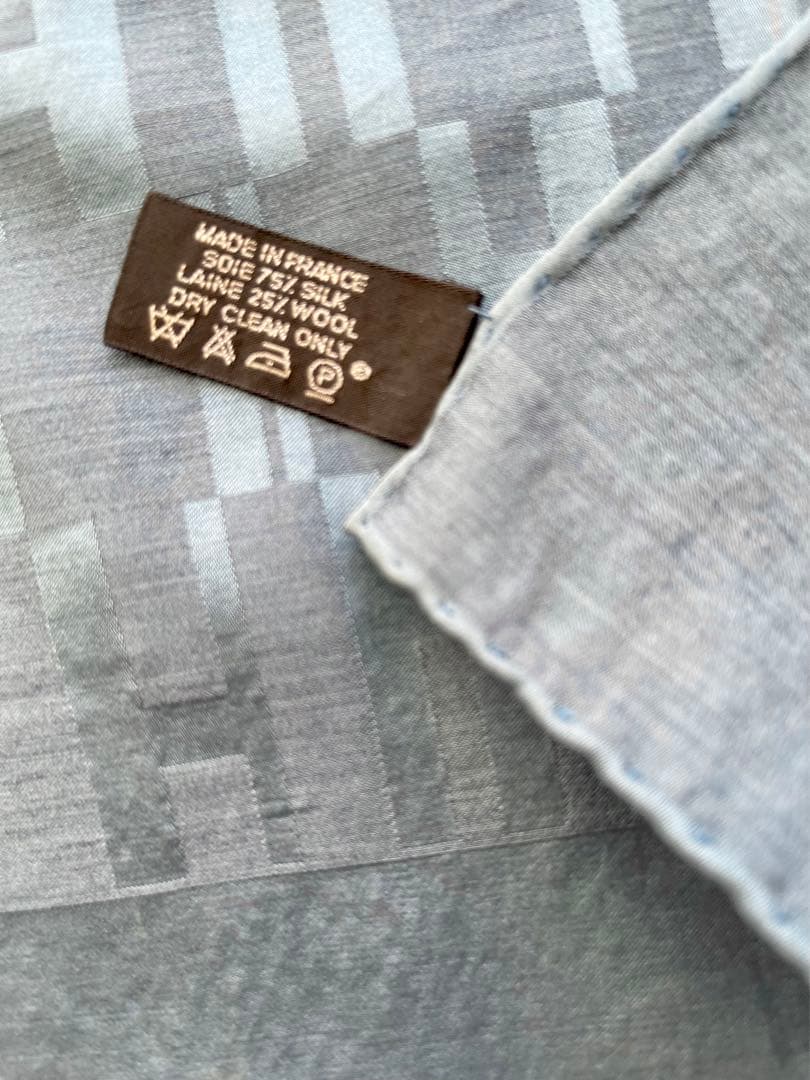 MADE IN FRANCE
SOIE 75% SILK
LAINE 25% WOOL
DRY CLEAN ONLY
P ®